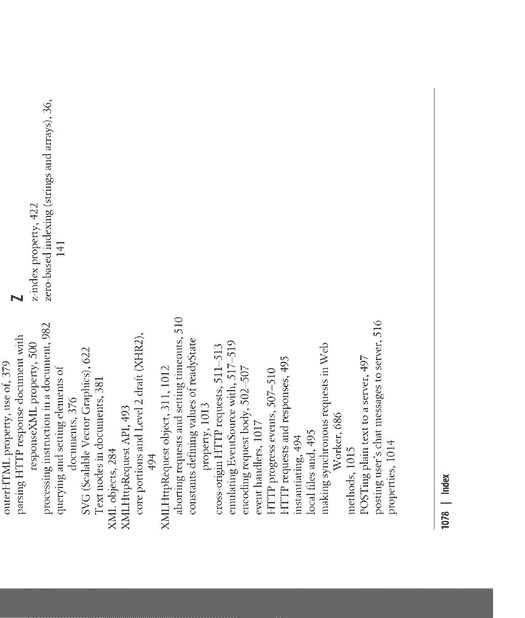 outerHTML property, use of, 379
parsing HTTP response document with
responseXML property, 500
processing instruction in a document, 982
querying and setting elements of
documents, 376
SVG (Scalable Vector Graphics), 622
Text nodes in documents, 381
XML objects, 284
XMLHttpRequest API, 493
core portions and Level 2 draft (XHR2),
494
XMLHttpRequest object, 311, 1012
aborting requests and setting timeouts, 510
constants defining values of readyState
property, 1013
cross-origin HTTP requests, 511–513
emulating EventSource with, 517–519
encoding request body, 502–507
event handlers, 1017
HTTP progress events, 507–510
HTTP requests and responses, 495
instantiating, 494
local files and, 495
making synchronous requests in Web
Worker, 686
methods, 1015
POSTing plain text to a server, 497
posting user's chat messages to server, 516
properties, 1014
Z
z-index property, 422
zero-based indexing (strings and arrays), 36,
141
1078 | Index